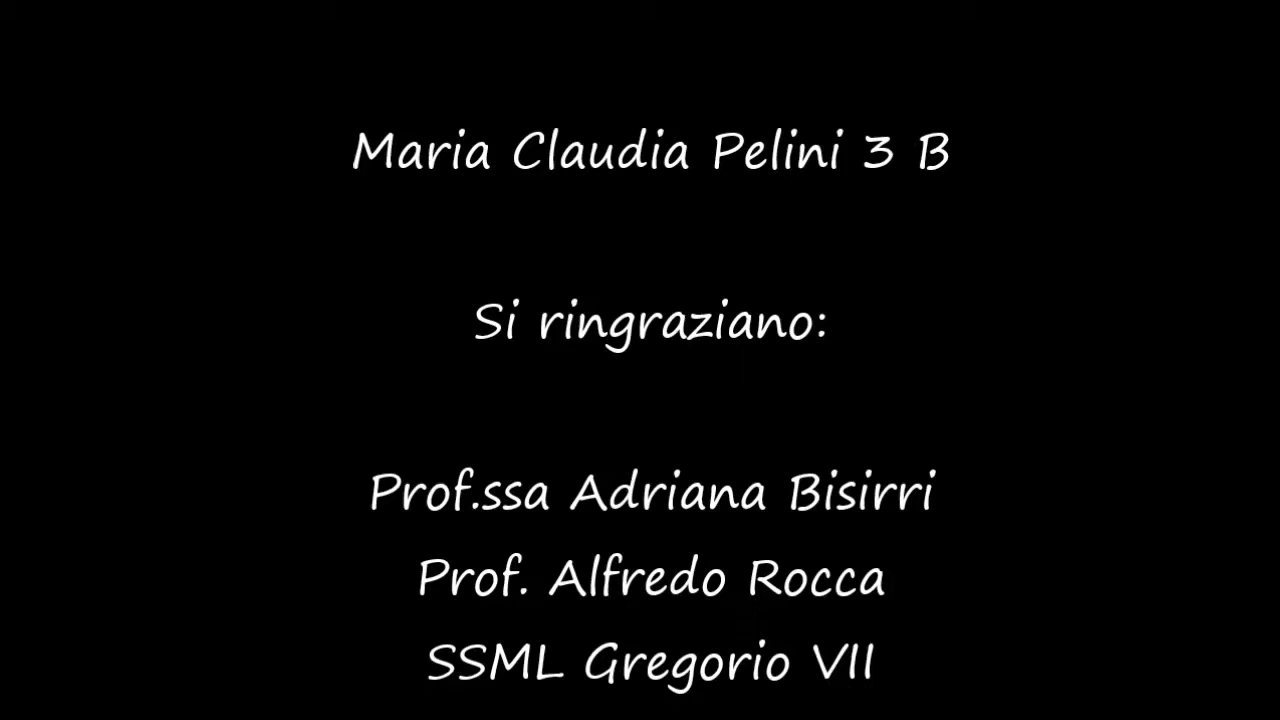 Maria Claudia Pelini 3 B
Si ringraziano:
Prof.ssa Adriana Bisirri
Prof. Alfredo Rocca
SSML Gregorio VII